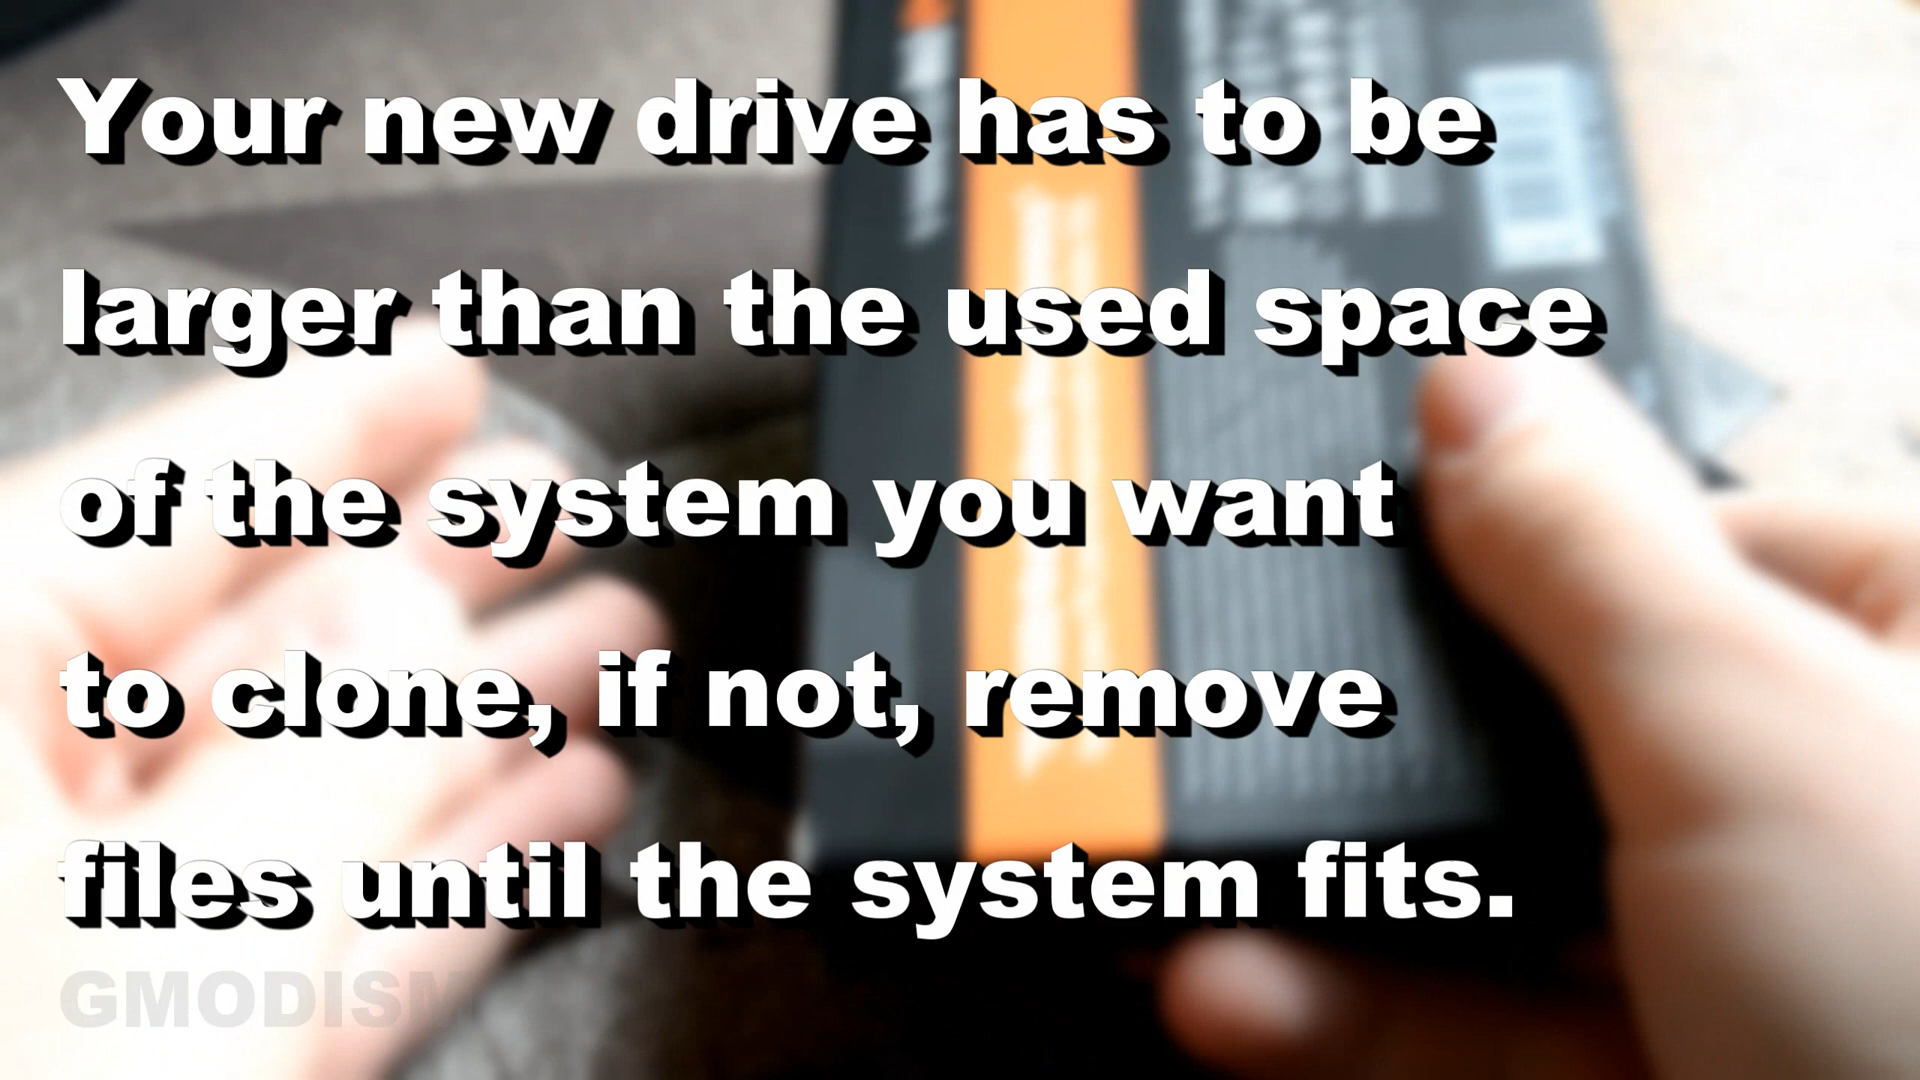 Your new drive has to be
larger than the used space
of the system you want
to clone, if not, remove
files until the system fits.
GMODISM